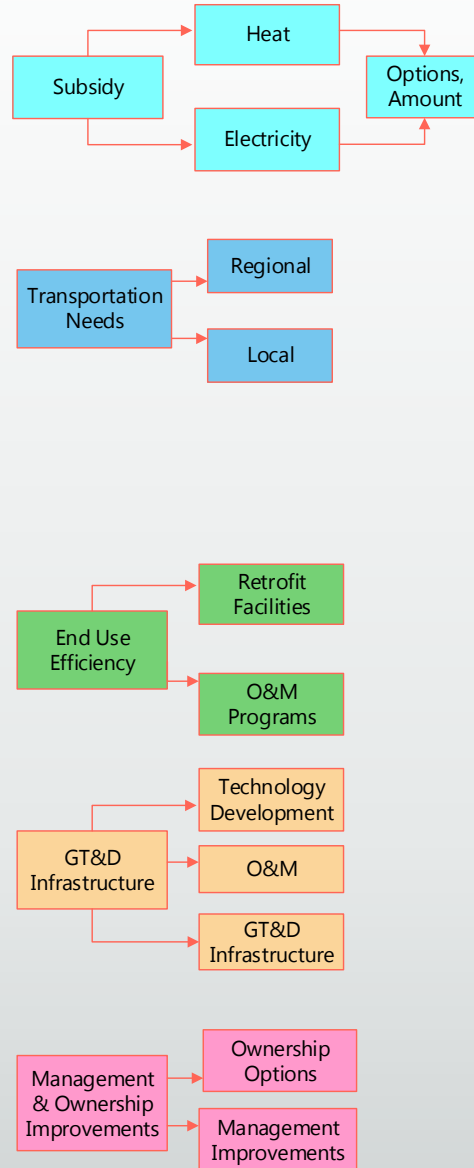 Heat
Subsidy
Options,
Amount
Electricity
Regional
Transportation
Needs
Local
Retrofit
Facilities
End Use
Efficiency
O&M
Programs
Technology
Development
GT&D
Infrastructure
O&M
GT&D
Infrastructure
Ownership
Options
Management
& Ownership
Improvements
Management
Improvements